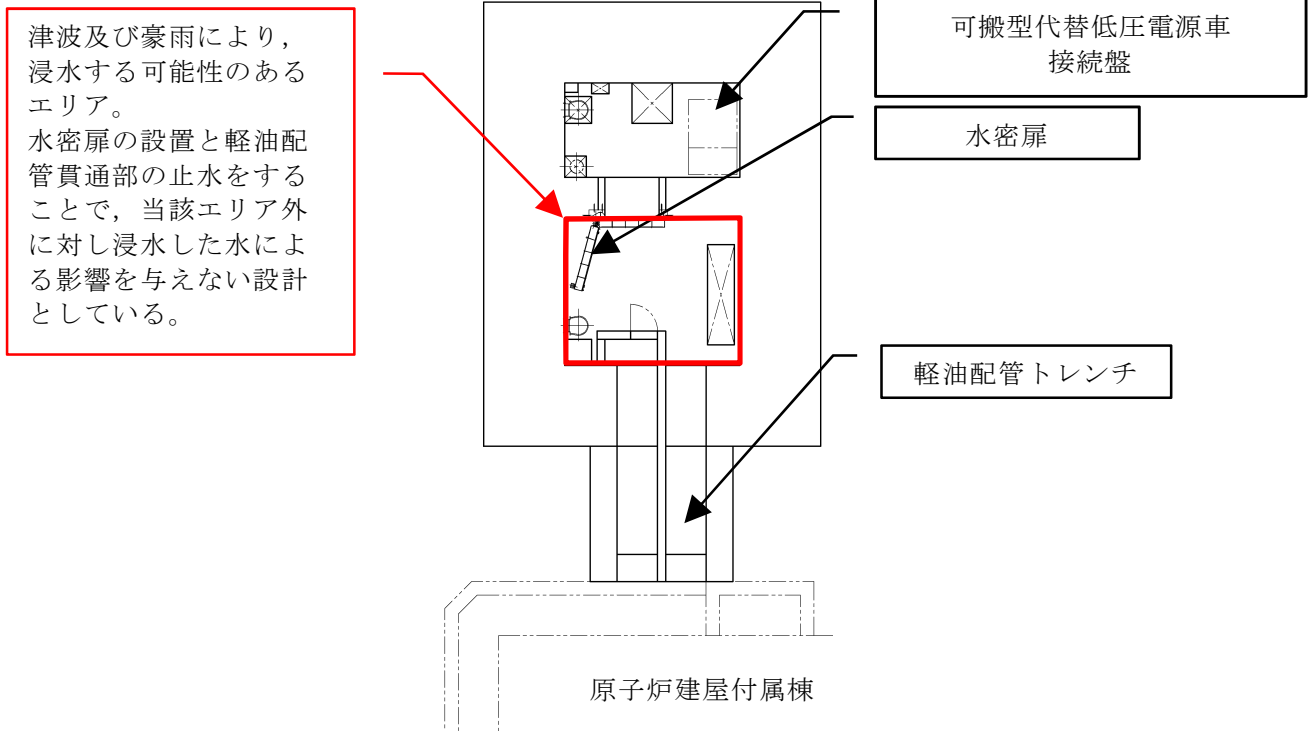 津波及び豪雨により，
浸水する可能性のある
エリア。
水密扉の設置と軽油配
管貫通部の止水をする
ことで，当該エリア外
に対し浸水した水によ
る影響を与えない設計
としている。
可搬型代替低圧電源車
接続盤
水密扉
軽油配管トレンチ
原子炉建屋付属棟